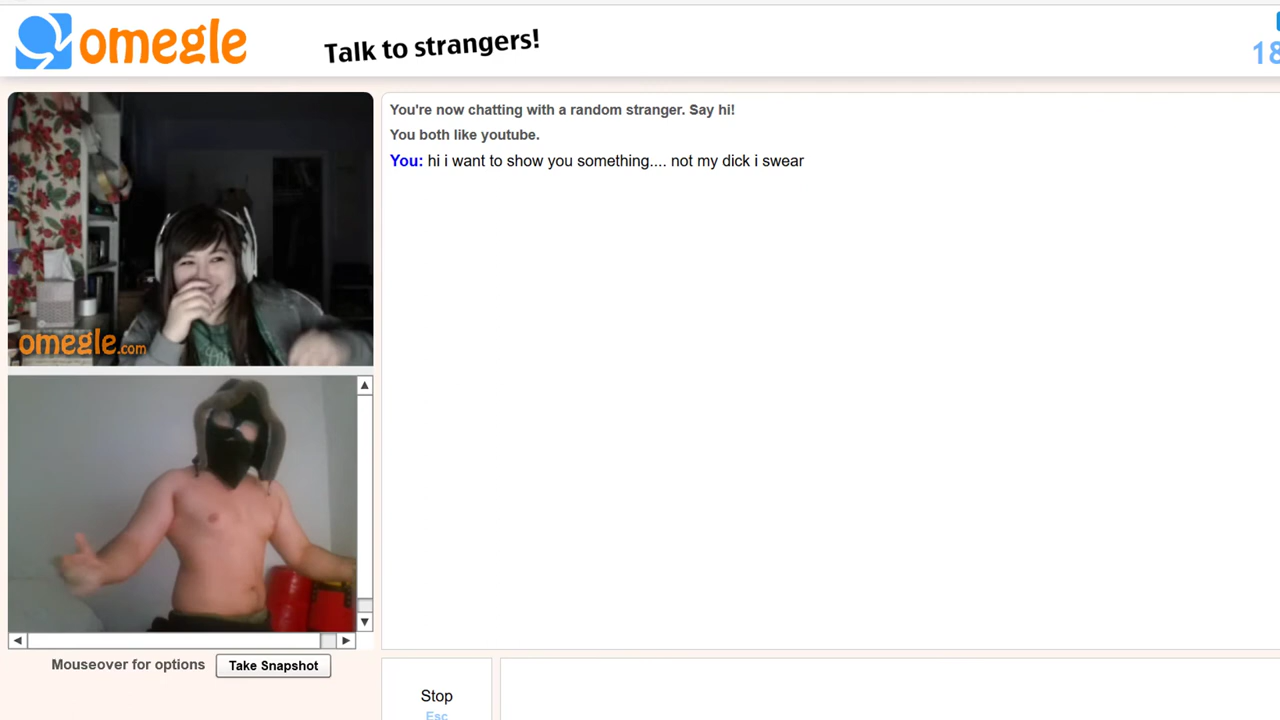 omegle
Talk to strangers!
18
You're now chatting with a random stranger. Say hi!
You both like youtube.
You: hi i want to show you something.... not my dick i swear
omegle.com
Mouseover for options
Take Snapshot
Stop
Esc